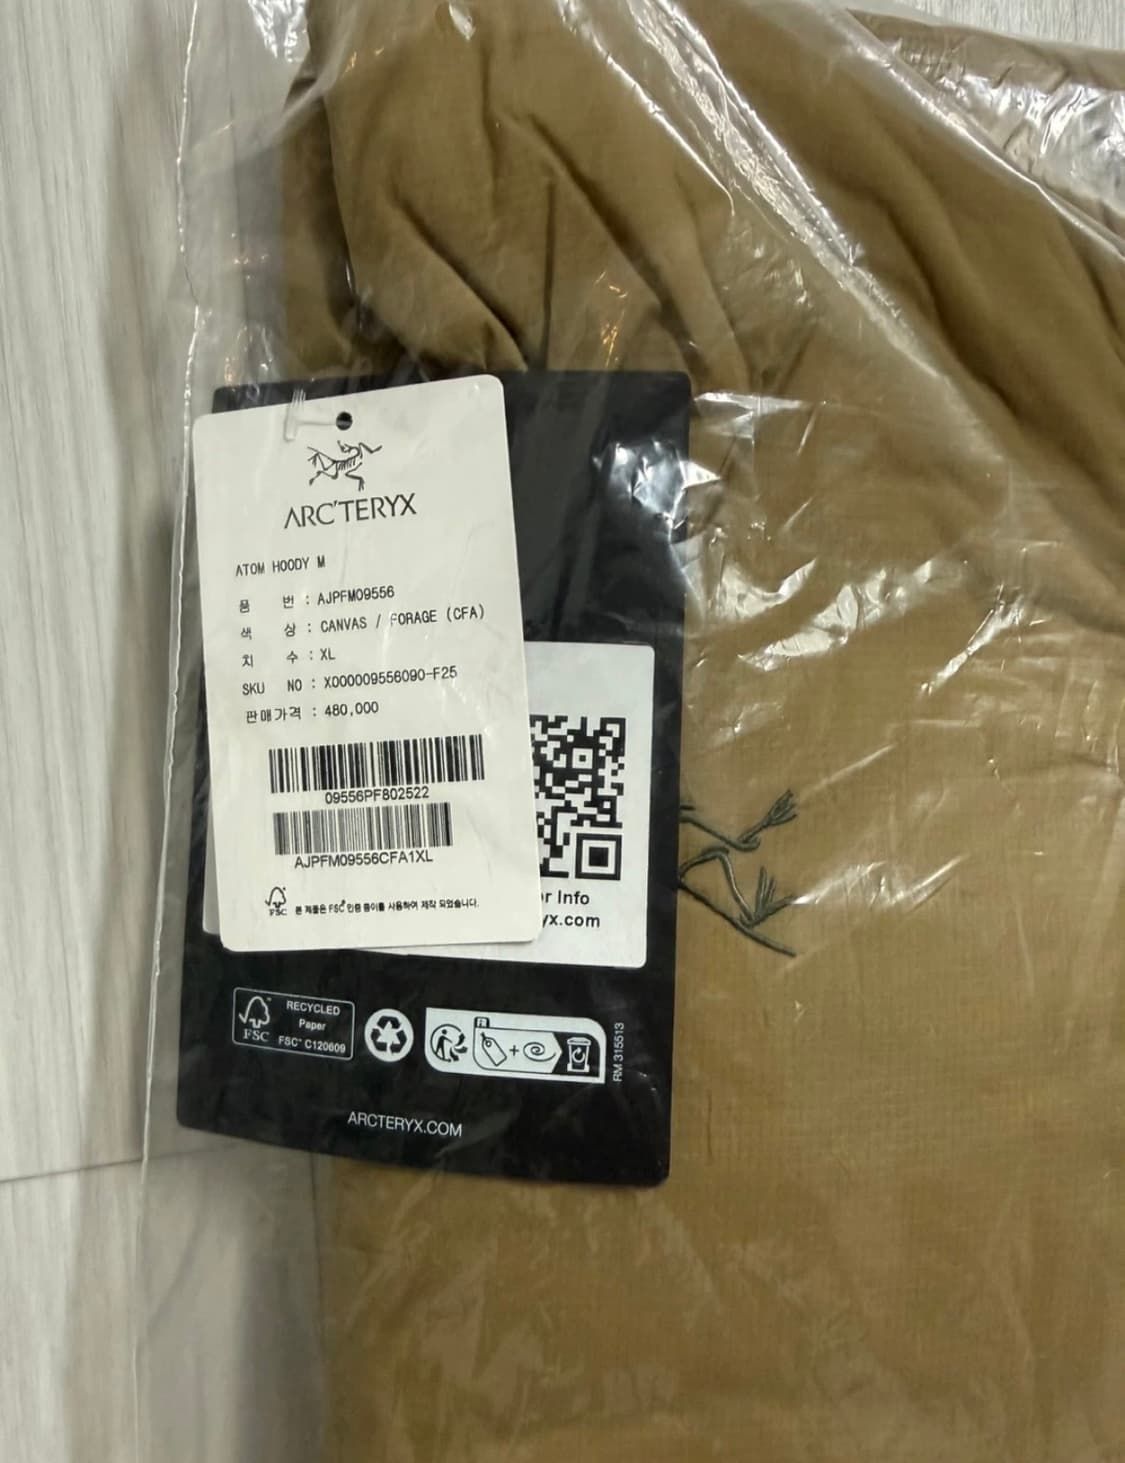 ARC'TERYX
ATOM HOODY M
품 번 : AJPFM09556
색 상 : CANVAS / FORAGE (CFA)
치 수 : XL
SKU NO : X000009556090-F25
판매가격 : 480,000
09556PF802522
AJPFM09556CFA1XL
FSC 본 제품은 FSC® 인증 종이를 사용하여 제작 되었습니다.
r Info
yx.com
FSC™
RECYCLED
Paper
FSC® C120609
FR
+
RM 315513
ARCTERYX.COM